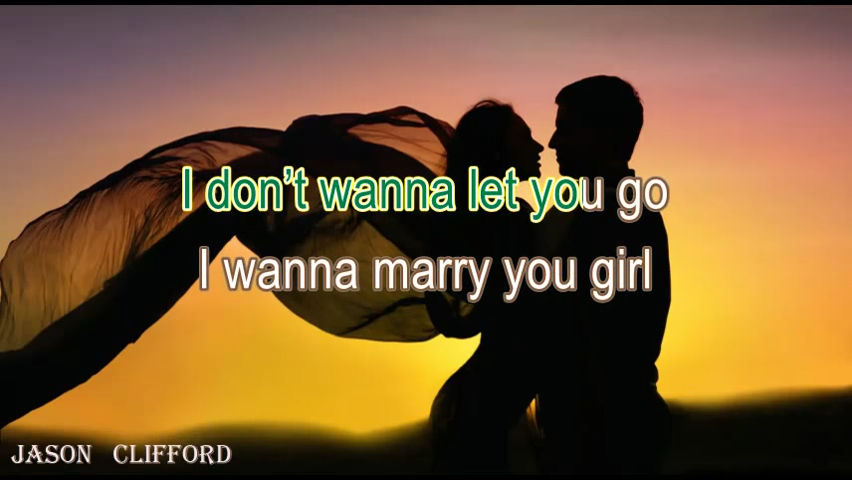 I don't wanna let you go
I wanna marry you girl
JASON CLIFFORD